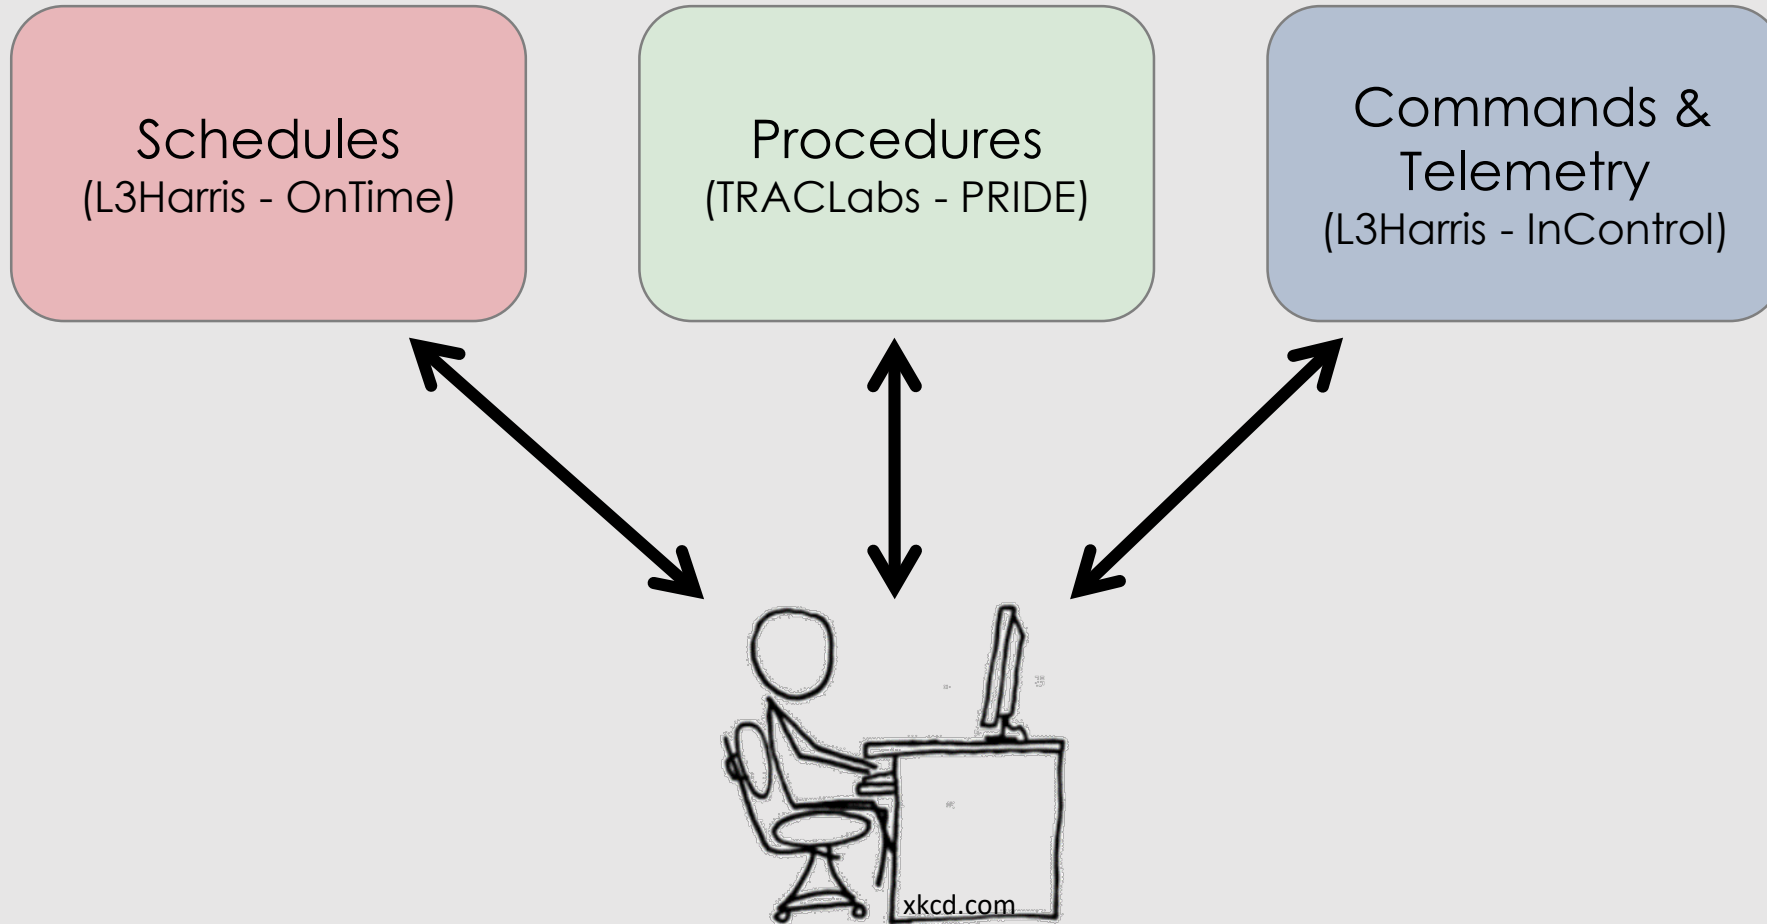 Schedules
(L3Harris - OnTime)
Procedures
(TRACLabs - PRIDE)
Commands &
Telemetry
(L3Harris - InControl)
xkcd.com